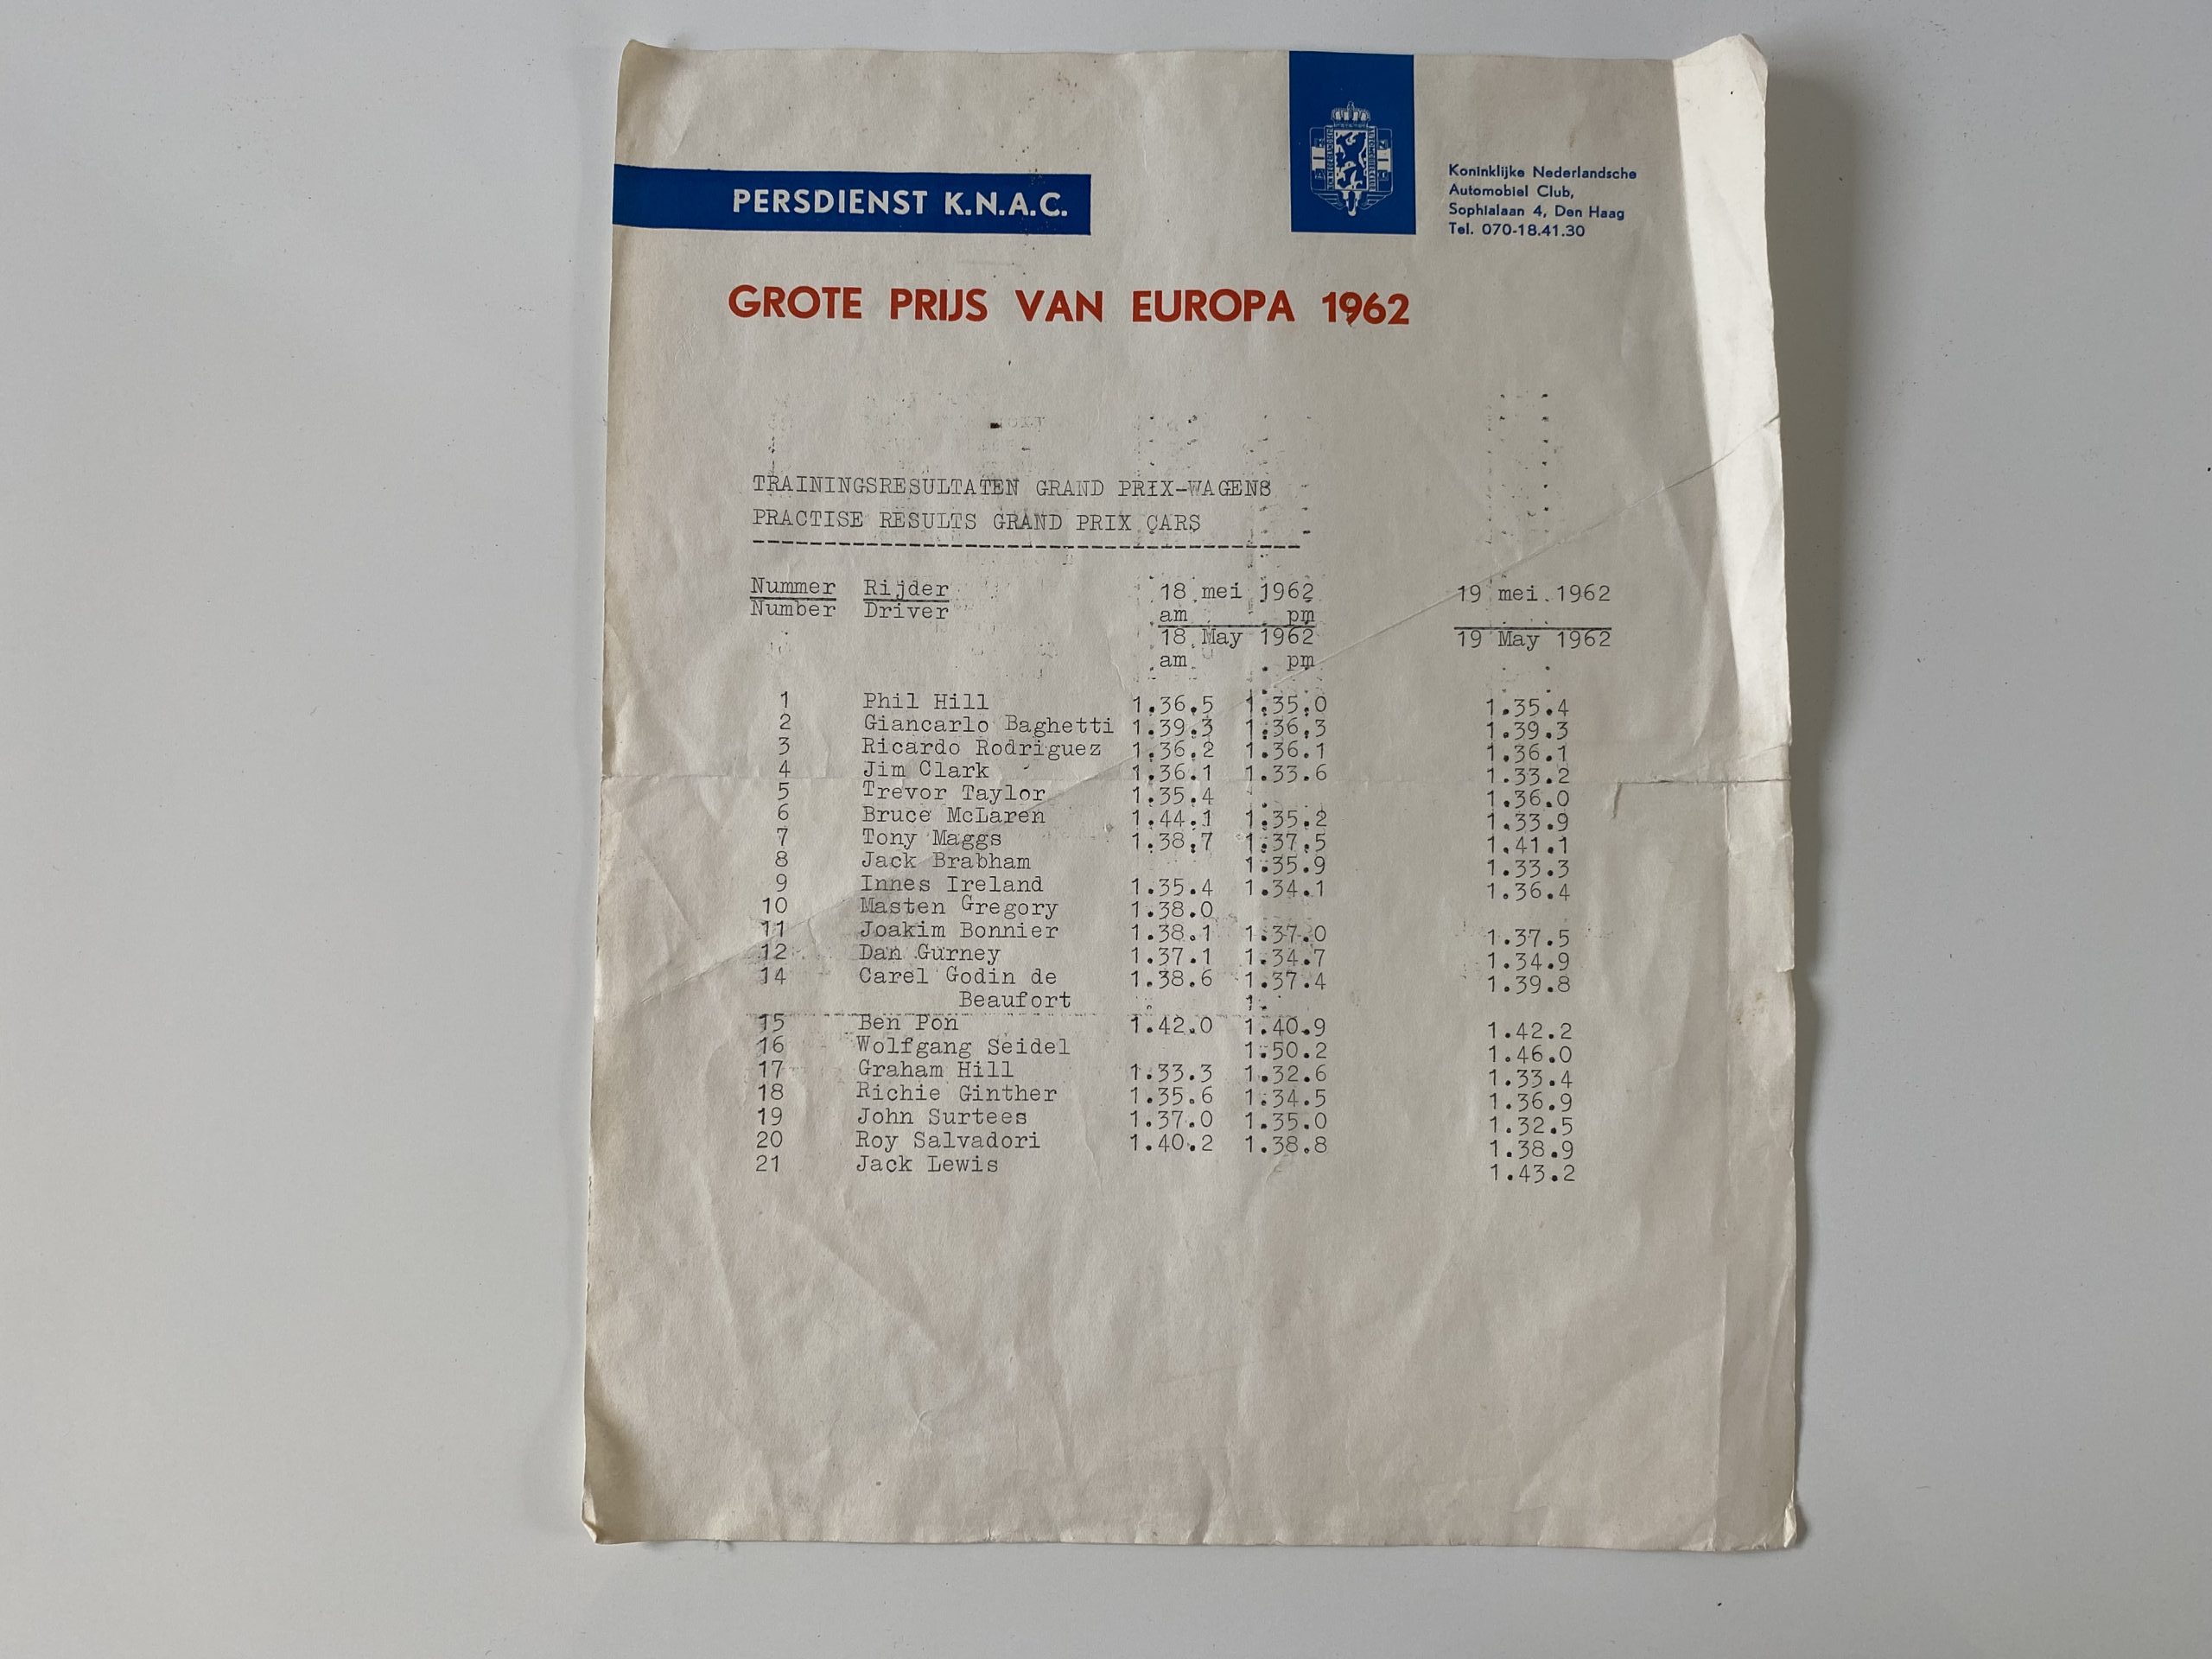 PERSDIENST K.N.A.C.
Koninklijke Nederlandsche
Automobiel Club,
Sophialaan 4, Den Haag
Tel. 070-18.41.30
GROTE PRIJS VAN EUROPA 1962
TRAININGSRESULTATEN GRAND PRIX-WAGENS
PRACTISE RESULTS GRAND PRIX CARS
Nummer Rijder 18 mei 1962 19 mei 1962
am pm
Number Driver 18 May 1962 19 May 1962
am pm
1 Phil Hill 1.36.5 1.35.0 1.35.4
2 Giancarlo Baghetti 1.39.3 1.36.3 1.39.3
3 Ricardo Rodriguez 1.36.2 1.36.1 1.36.1
4 Jim Clark 1.36.1 1.33.6 1.33.2
5 Trevor Taylor 1.35.4 1.36.0
6 Bruce McLaren 1.44.1 1.35.2 1.33.9
7 Tony Maggs 1.38.7 1.37.5 1.41.1
8 Jack Brabham 1.35.9 1.33.3
9 Innes Ireland 1.35.4 1.34.1 1.36.4
10 Masten Gregory 1.38.0
11 Joakim Bonnier 1.38.1 1.37.0 1.37.5
12 Dan Gurney 1.37.1 1.34.7 1.34.9
14 Carel Godin de 1.38.6 1.37.4 1.39.8
Beaufort
15 Ben Pon 1.42.0 1.40.9 1.42.2
16 Wolfgang Seidel 1.50.2 1.46.0
17 Graham Hill 1.33.3 1.32.6 1.33.4
18 Richie Ginther 1.35.6 1.34.5 1.36.9
19 John Surtees 1.37.0 1.35.0 1.32.5
20 Roy Salvadori 1.40.2 1.38.8 1.38.9
21 Jack Lewis 1.43.2